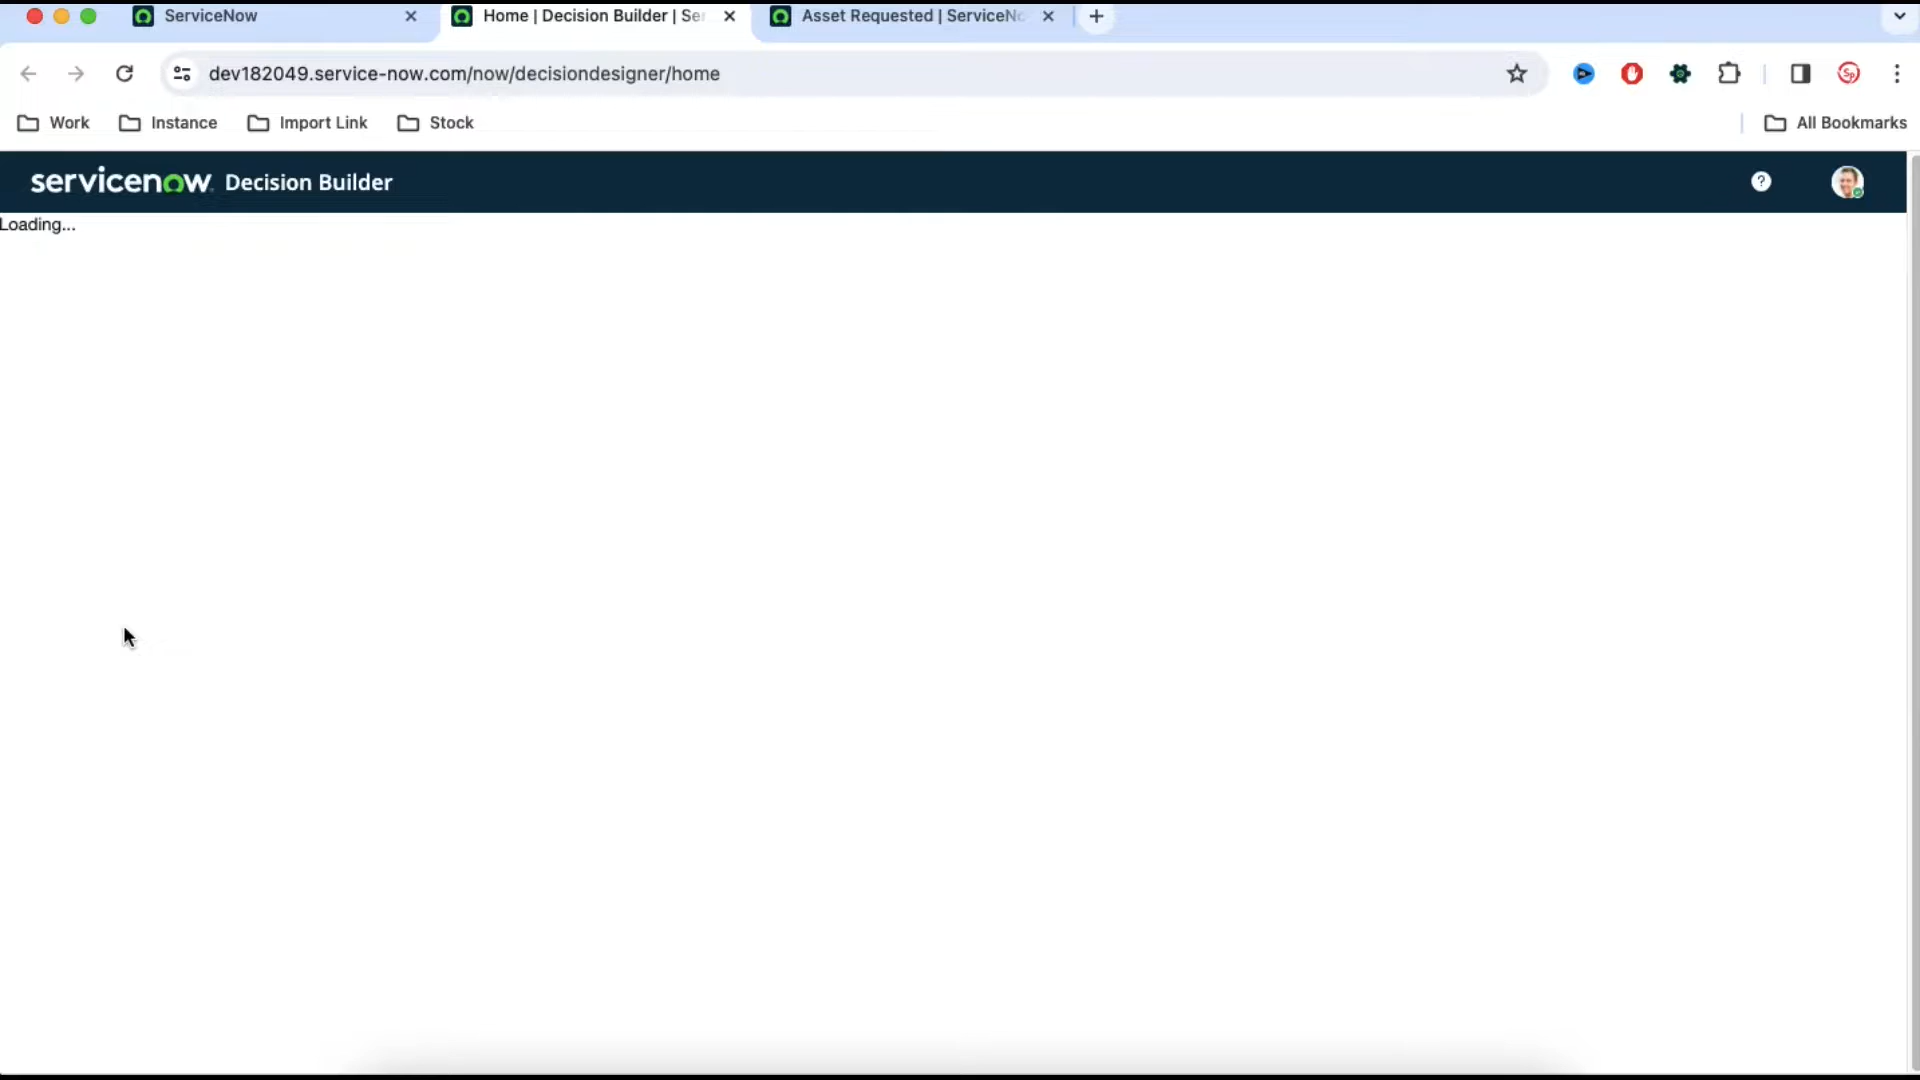 ServiceNow
Home | Decision Builder | Se
Asset Requested | ServiceN
dev182049.service-now.com/now/decisiondesigner/home
Sp
Work
Instance
Import Link
Stock
All Bookmarks
servicenow Decision Builder
?
Loading...